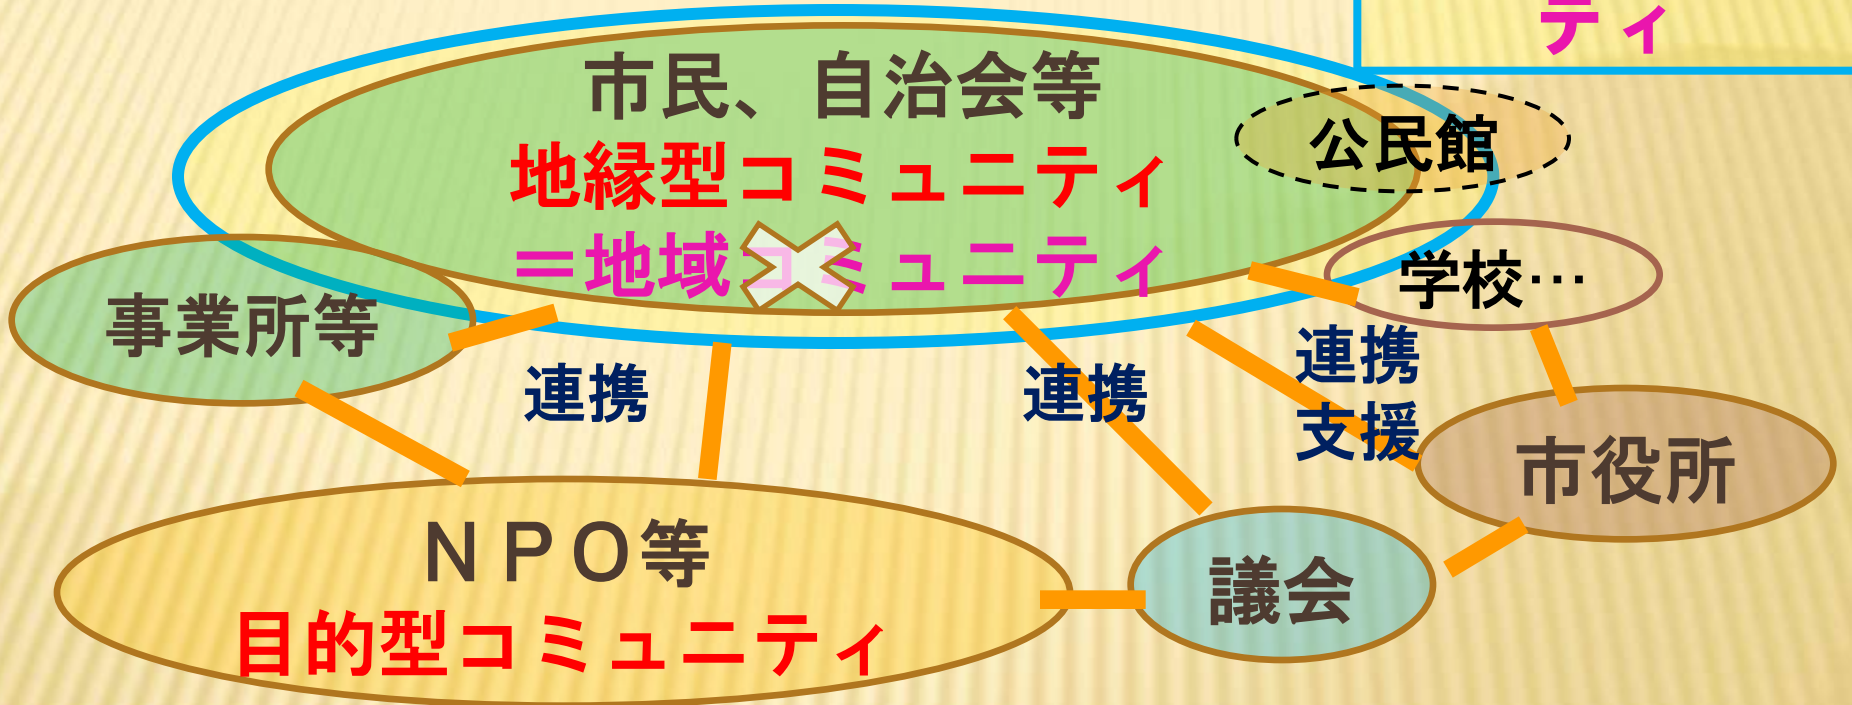 ティ
市民、自治会等
地縁型コミュニティ
＝地域コミュニティ
公民館
学校…
事業所等
連携
連携
連携
支援
市役所
ＮＰＯ等
目的型コミュニティ
議会